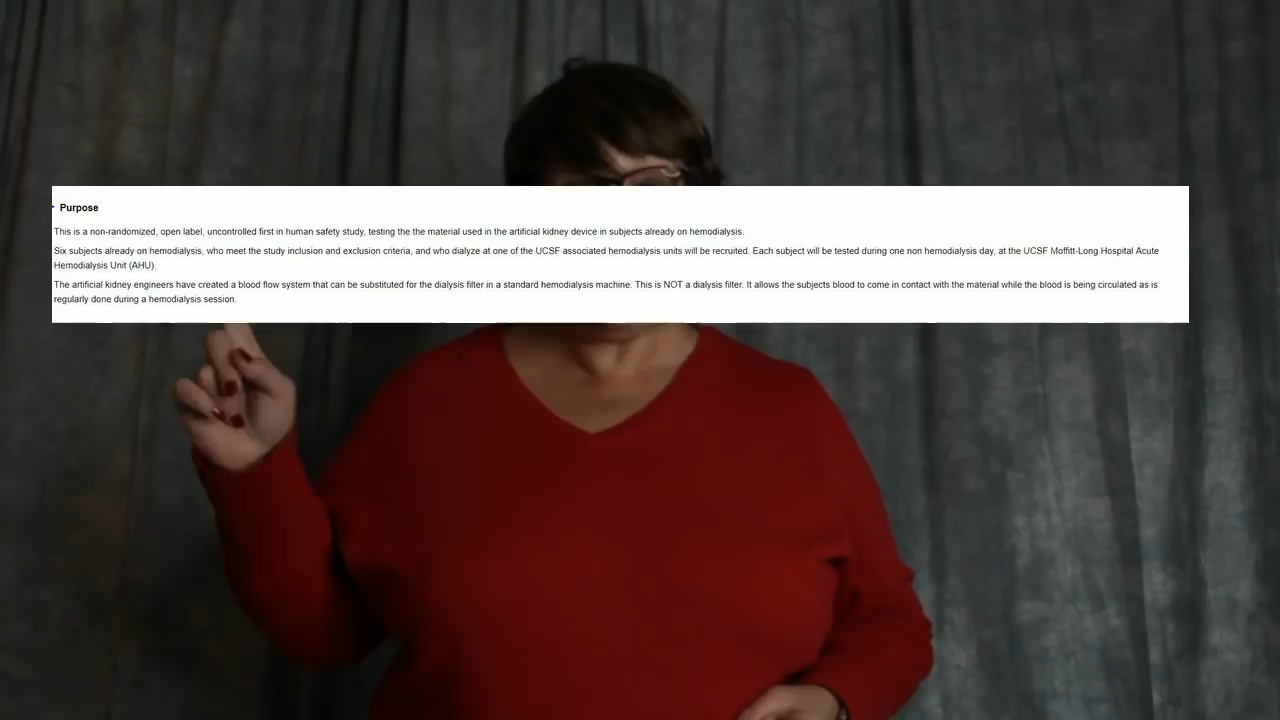 Purpose
This is a non-randomized, open label, uncontrolled first in human safety study, testing the the material used in the artificial kidney device in subjects already on hemodialysis.
Six subjects already on hemodialysis, who meet the study inclusion and exclusion criteria, and who dialyze at one of the UCSF associated hemodialysis units will be recruited. Each subject will be tested during one non hemodialysis day, at the UCSF Moffitt-Long Hospital Acute
Hemodialysis Unit (AHU).
The artificial kidney engineers have created a blood flow system that can be substituted for the dialysis filter in a standard hemodialysis machine. This is NOT a dialysis filter. It allows the subjects blood to come in contact with the material while the blood is being circulated as is
regularly done during a hemodialysis session.